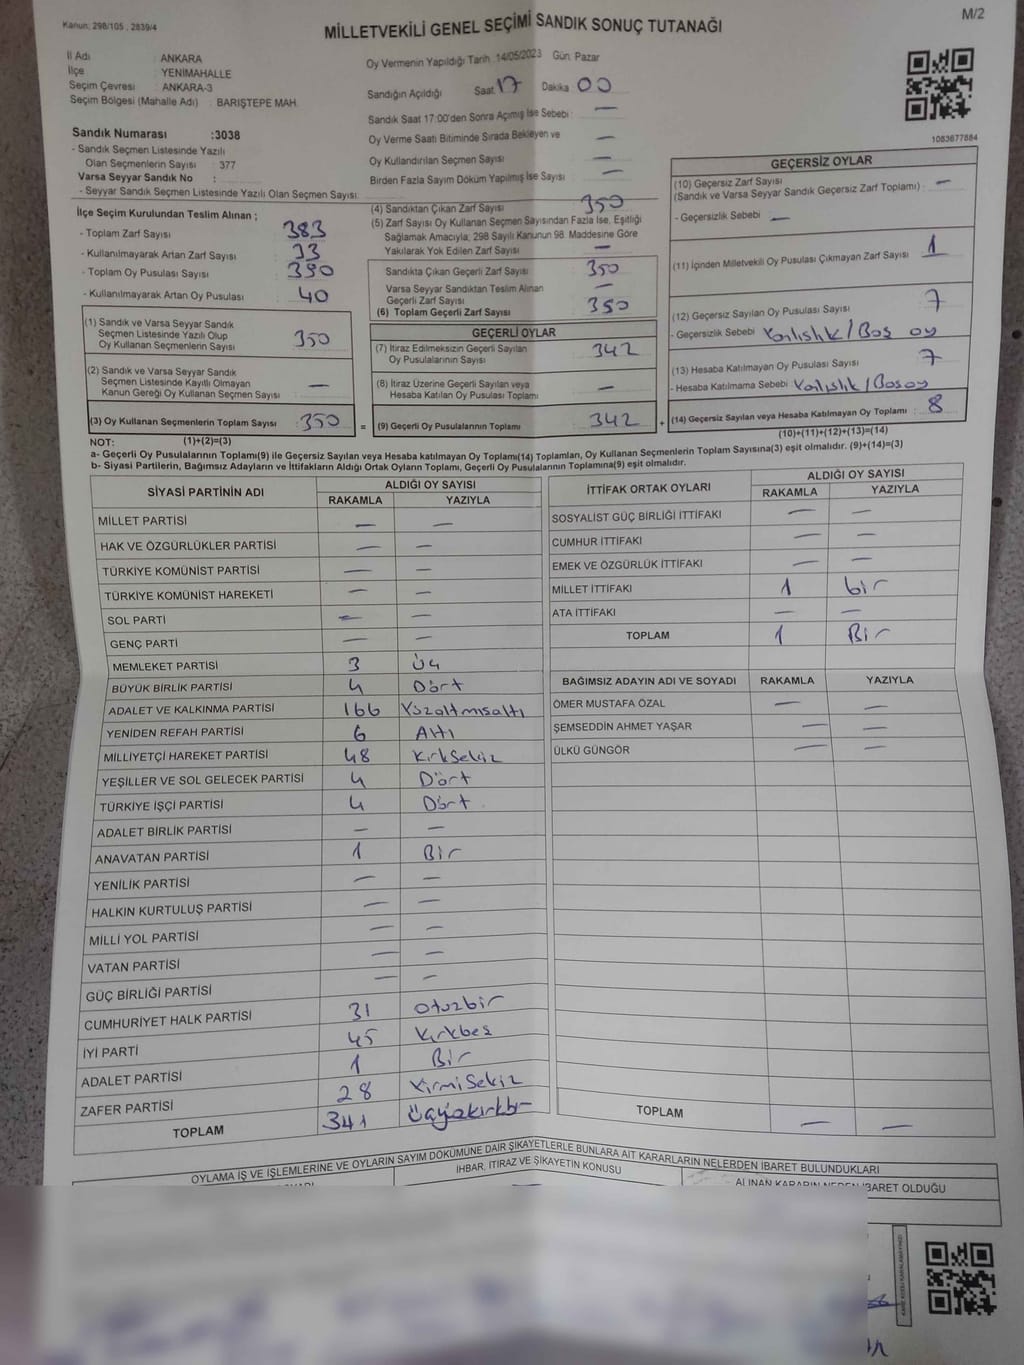 Kanun: 298/105 , 2839/4
MİLLETVEKİLİ GENEL SEÇİMİ SANDIK SONUÇ TUTANAĞI
M/2
İl Adı : ANKARA
İlçe : YENİMAHALLE
Seçim Çevresi : ANKARA-3
Seçim Bölgesi (Mahalle Adı) : BARIŞTEPE MAH.
Sandık Numarası :3038
- Sandık Seçmen Listesinde Yazılı
Olan Seçmenlerin Sayısı : 377
Varsa Seyyar Sandık No :
- Seyyar Sandık Seçmen Listesinde Yazılı Olan Seçmen Sayısı:
Oy Vermenin Yapıldığı Tarih :14/05/2023 Gün: Pazar
Sandığın Açıldığı Saat: 17 Dakika 00
Sandık Saat 17:00'den Sonra Açımış İse Sebebi : —
Oy Verme Saati Bitiminde Sırada Bekleyen ve —
Oy Kullandırılan Seçmen Sayısı —
Birden Fazla Sayım Döküm Yapılmış İse Sayısı : —
1083677884
İlçe Seçim Kurulundan Teslim Alınan ;
- Toplam Zarf Sayısı : 383
- Kullanılmayarak Artan Zarf Sayısı : 33
- Toplam Oy Pusulası Sayısı : 390
- Kullanılmayarak Artan Oy Pusulası : 40
(1) Sandık ve Varsa Seyyar Sandık
Seçmen Listesinde Yazılı Olup
Oy Kullanan Seçmenlerin Sayısı : 350
(2) Sandık ve Varsa Seyyar Sandık
Seçmen Listesinde Kayıtlı Olmayan
Kanun Gereği Oy Kullanan Seçmen Sayısı : —
(3) Oy Kullanan Seçmenlerin Toplam Sayısı : 350
(4) Sandıktan Çıkan Zarf Sayısı : 350
(5) Zarf Sayısı Oy Kullanan Seçmen Sayısından Fazla İse, Eşitliği
Sağlamak Amacıyla; 298 Sayılı Kanunun 98. Maddesine Göre
Yakılarak Yok Edilen Zarf Sayısı : —
Sandıkta Çıkan Geçerli Zarf Sayısı : 350
Varsa Seyyar Sandıktan Teslim Alınan
Geçerli Zarf Sayısı : —
(6) Toplam Geçerli Zarf Sayısı : 350
GEÇERLİ OYLAR
(7) İtiraz Edilmeksizin Geçerli Sayılan
Oy Pusulalarının Sayısı : 342
(8) İtiraz Üzerine Geçerli Sayılan veya
Hesaba Katılan Oy Pusulası Toplamı : —
= (9) Geçerli Oy Pusulalarının Toplamı : 342
GEÇERSİZ OYLAR
(10) Geçersiz Zarf Sayısı : —
(Sandık ve Varsa Seyyar Sandık Geçersiz Zarf Toplamı)
- Geçersizlik Sebebi : —
(11) İçinden Milletvekili Oy Pusulası Çıkmayan Zarf Sayısı : 1
(12) Geçersiz Sayılan Oy Pusulası Sayısı : 7
- Geçersizlik Sebebi : Yanlışlık/Boş oy
(13) Hesaba Katılmayan Oy Pusulası Sayısı : 7
- Hesaba Katılmama Sebebi : Yanlışlık/Boş oy
+ (14) Geçersiz Sayılan veya Hesaba Katılmayan Oy Toplamı : 8
NOT: (1)+(2)=(3)
(10)+(11)+(12)+(13)=(14)
a- Geçerli Oy Pusulalarının Toplamı(9) ile Geçersiz Sayılan veya Hesaba katılmayan Oy Toplamı(14) Toplamları, Oy Kullanan Seçmenlerin Toplam Sayısına(3) eşit olmalıdır. (9)+(14)=(3)
b- Siyasi Partilerin, Bağımsız Adayların ve İttifakların Aldığı Ortak Oyların Toplamı, Geçerli Oy Pusulalarının Toplamına(9) eşit olmalıdır.
SİYASİ PARTİNİN ADI
ALDIĞI OY SAYISI
RAKAMLA YAZIYLA
MİLLET PARTİSİ — —
HAK VE ÖZGÜRLÜKLER PARTİSİ — —
TÜRKİYE KOMÜNİST PARTİSİ — —
TÜRKİYE KOMÜNİST HAREKETİ — —
SOL PARTİ — —
GENÇ PARTİ — —
MEMLEKET PARTİSİ 3 Üç
BÜYÜK BİRLİK PARTİSİ 4 Dört
ADALET VE KALKINMA PARTİSİ 166 Yüzaltmışaltı
YENİDEN REFAH PARTİSİ 6 Altı
MİLLİYETÇİ HAREKET PARTİSİ 48 Kırksekiz
YEŞİLLER VE SOL GELECEK PARTİSİ 4 Dört
TÜRKİYE İŞÇİ PARTİSİ 4 Dört
ADALET BİRLİK PARTİSİ — —
ANAVATAN PARTİSİ 1 Bir
YENİLİK PARTİSİ — —
HALKIN KURTULUŞ PARTİSİ — —
MİLLİ YOL PARTİSİ — —
VATAN PARTİSİ — —
GÜÇ BİRLİĞİ PARTİSİ — —
CUMHURİYET HALK PARTİSİ 31 Otuzbir
İYİ PARTİ 45 Kırkbeş
ADALET PARTİSİ 1 Bir
ZAFER PARTİSİ 28 Yirmisekiz
TOPLAM 341 Üçyüzkırkbir
İTTİFAK ORTAK OYLARI
ALDIĞI OY SAYISI
RAKAMLA YAZIYLA
SOSYALİST GÜÇ BİRLİĞİ İTTİFAKI — —
CUMHUR İTTİFAKI — —
EMEK VE ÖZGÜRLÜK İTTİFAKI — —
MİLLET İTTİFAKI 1 bir
ATA İTTİFAKI — —
TOPLAM 1 Bir
BAĞIMSIZ ADAYIN ADI VE SOYADI RAKAMLA YAZIYLA
ÖMER MUSTAFA ÖZAL — —
ŞEMSEDDİN AHMET YAŞAR — —
ÜLKÜ GÜNGÖR — —
TOPLAM — —
OYLAMA İŞ VE İŞLEMLERİNE VE OYLARIN SAYIM DÖKÜMÜNE DAİR ŞİKAYETLERLE BUNLARA AİT KARARLARIN NELERDEN İBARET BULUNDUKLARI
İHBAR, İTİRAZ VE ŞİKAYETİN KONUSU
ALINAN KARARIN NEDEN İBARET OLDUĞU